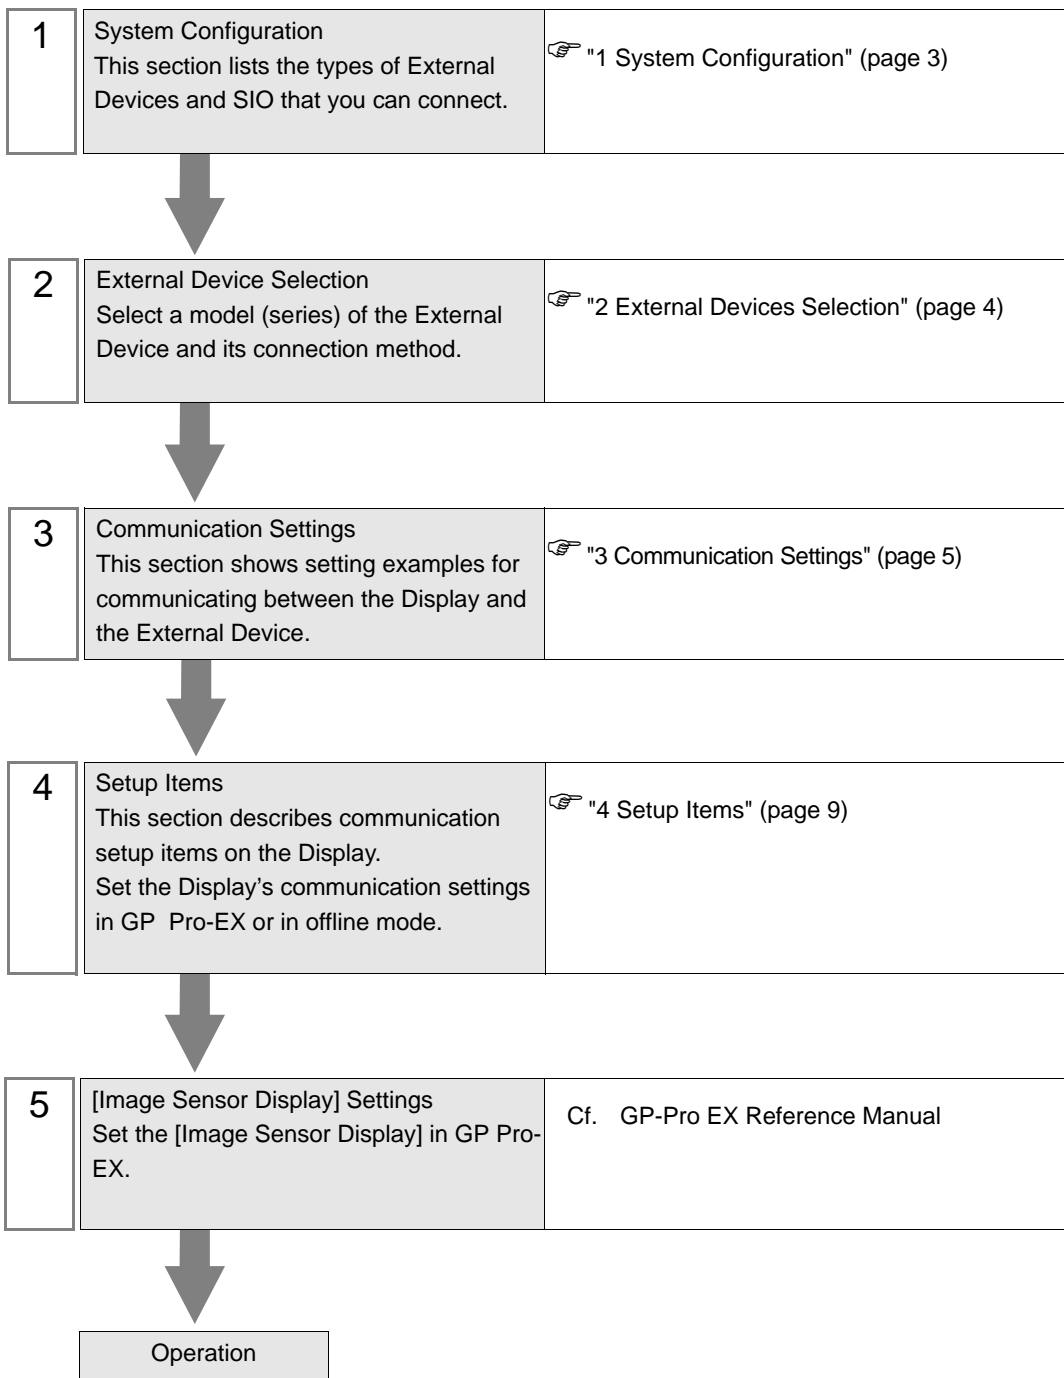 1
System Configuration
This section lists the types of External
Devices and SIO that you can connect.
"1 System Configuration" (page 3)
2
External Device Selection
Select a model (series) of the External
Device and its connection method.
"2 External Devices Selection" (page 4)
3
Communication Settings
This section shows setting examples for
communicating between the Display and
the External Device.
"3 Communication Settings" (page 5)
4
Setup Items
This section describes communication
setup items on the Display.
Set the Display's communication settings
in GP  Pro-EX or in offline mode.
"4 Setup Items" (page 9)
5
[Image Sensor Display] Settings
Set the [Image Sensor Display] in GP Pro-
EX.
Cf. GP-Pro EX Reference Manual
Operation